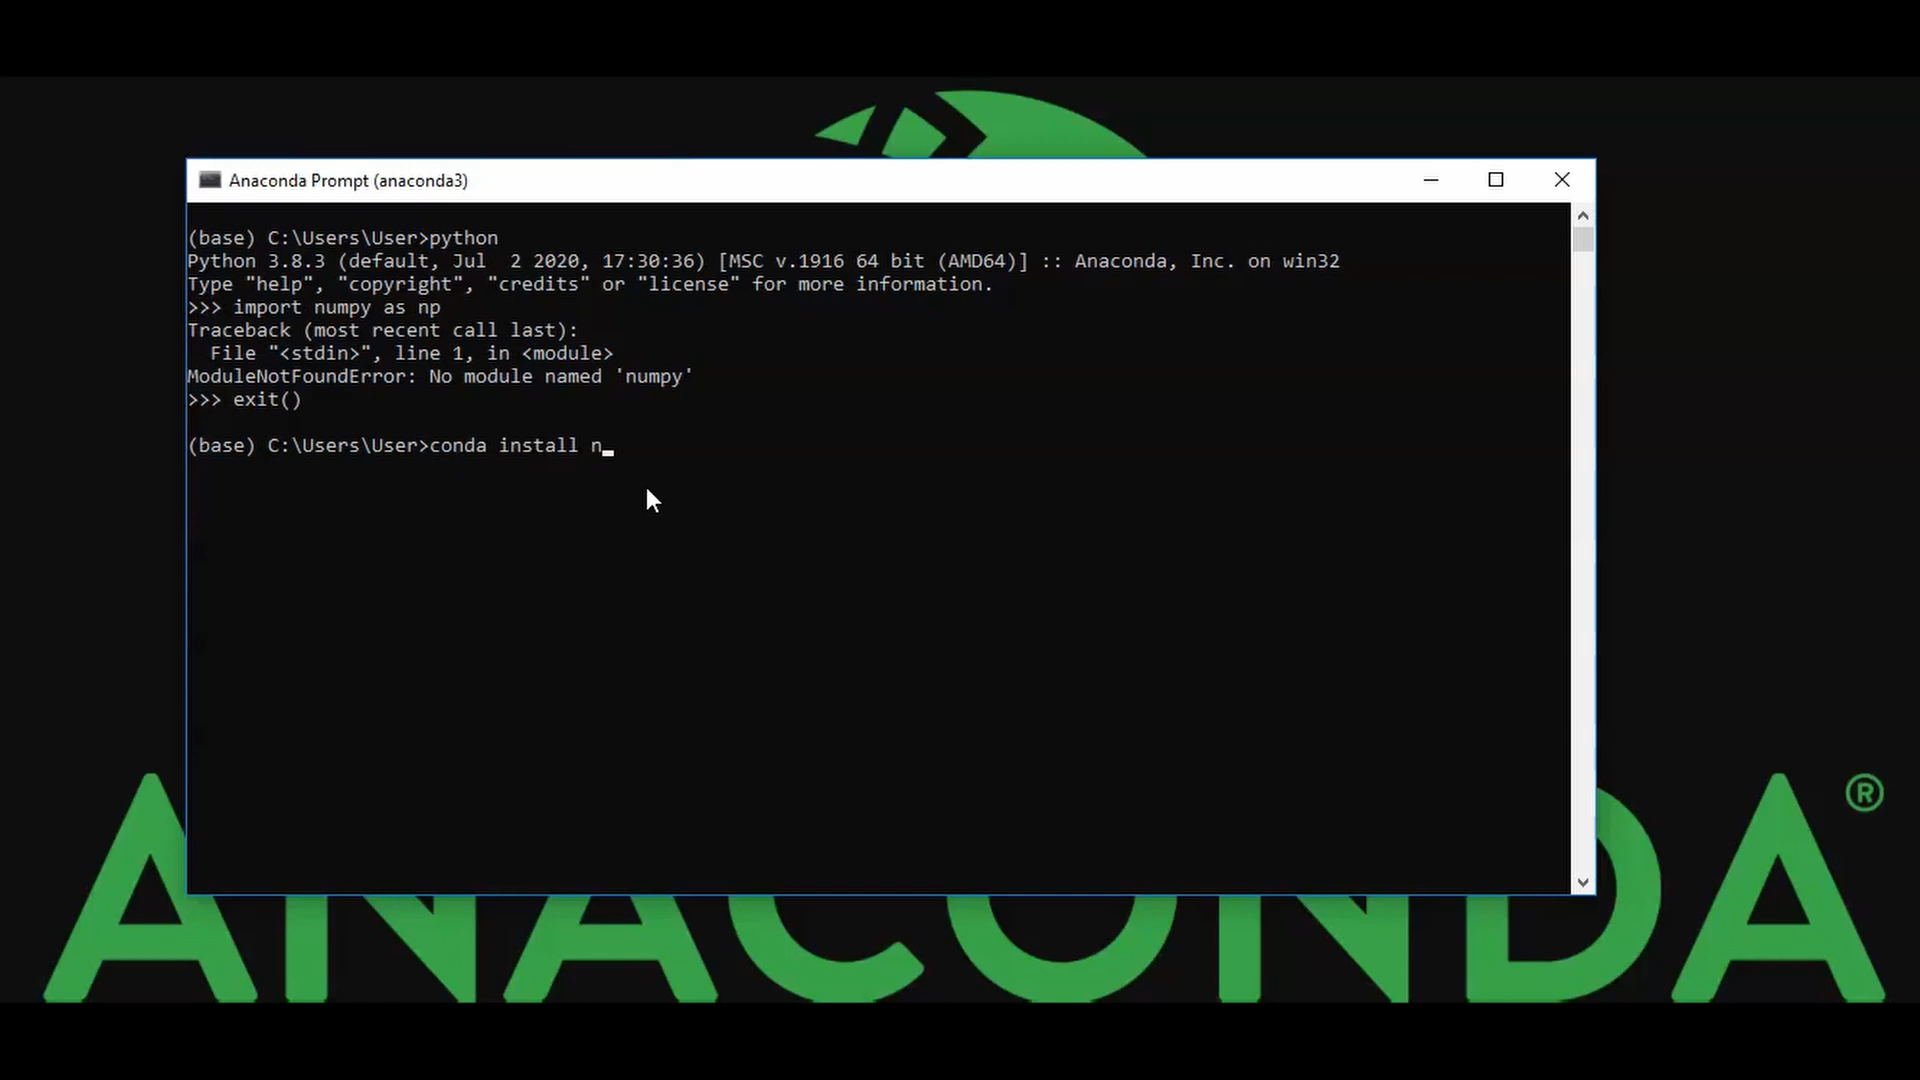 Anaconda Prompt (anaconda3)
(base) C:\Users\User>python
Python 3.8.3 (default, Jul  2 2020, 17:30:36) [MSC v.1916 64 bit (AMD64)] :: Anaconda, Inc. on win32
Type "help", "copyright", "credits" or "license" for more information.
>>> import numpy as np
Traceback (most recent call last):
  File "<stdin>", line 1, in <module>
ModuleNotFoundError: No module named 'numpy'
>>> exit()
(base) C:\Users\User>conda install n
ANACONDA®